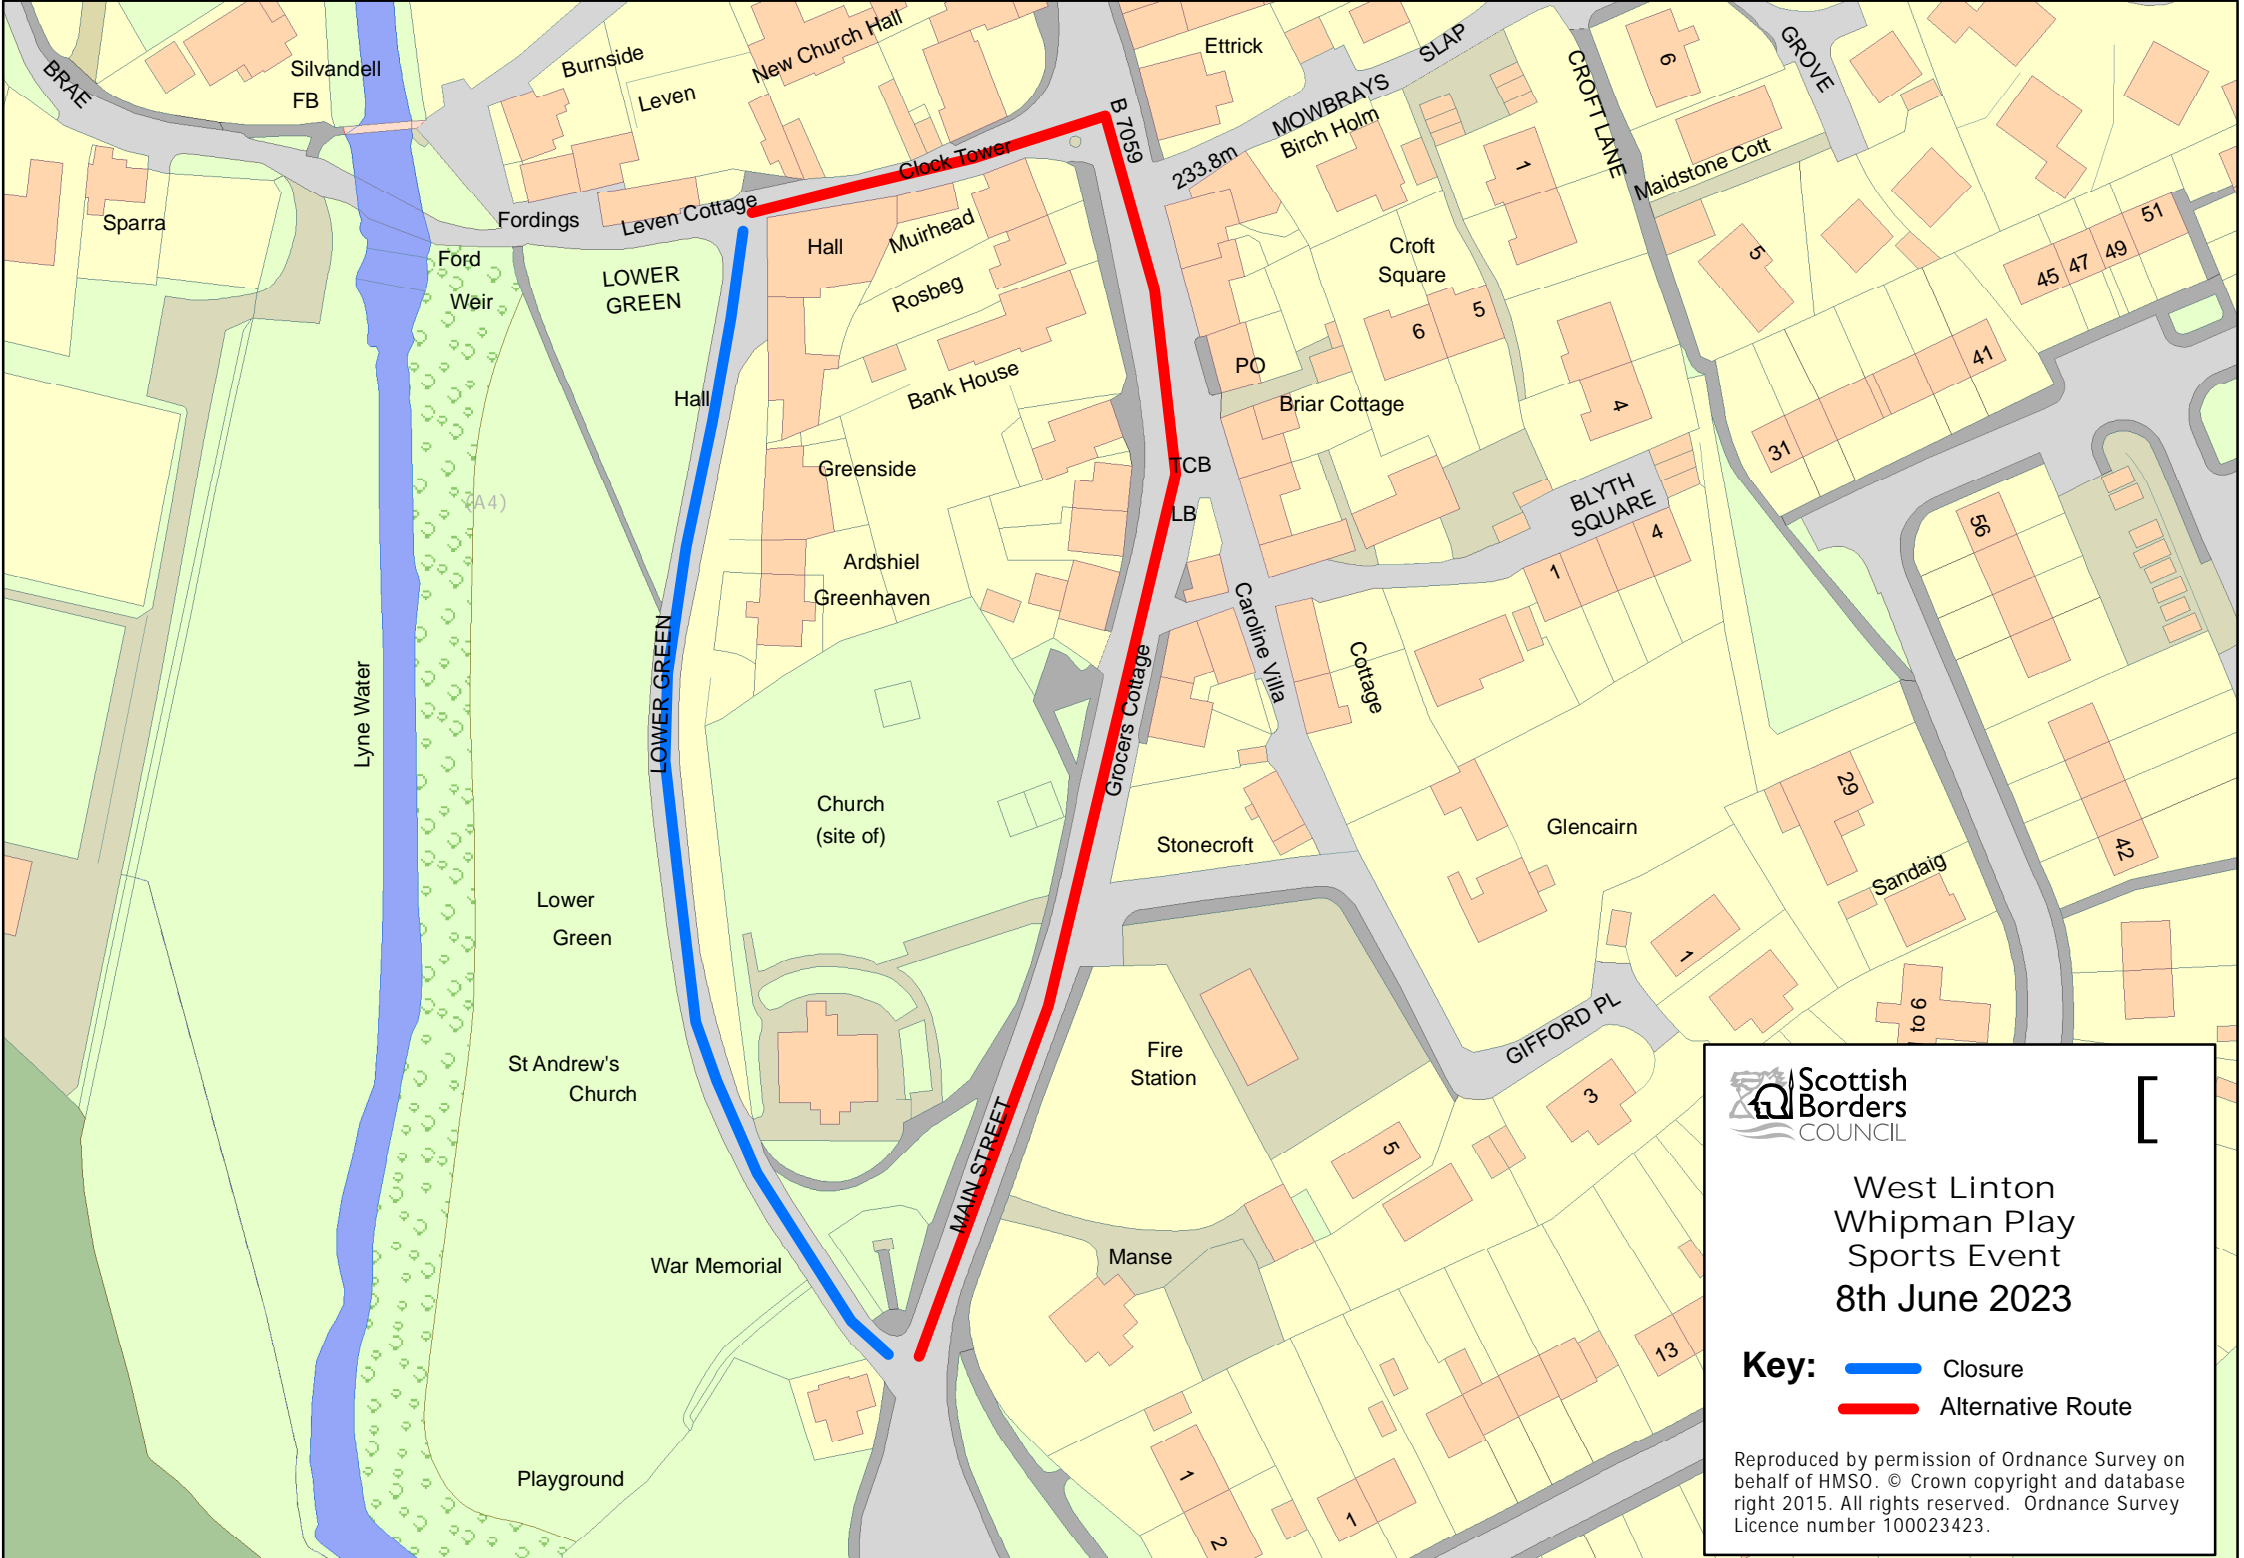 BRAE
Silvandell
FB
Burnside
Leven
New Church Hall
Ettrick
MOWBRAYS SLAP
CROFT LANE
6
GROVE
B 7059
233.8m
Birch Holm
1
Maidstone Cott
Sparra
Fordings
Leven Cottage
Clock Tower
Ford
Weir
LOWER
GREEN
Hall
Muirhead
Rosbeg
Bank House
Croft
Square
6
5
5
45
47
49
51
PO
Briar Cottage
4
41
31
Hall
Greenside
TCB
LB
BLYTH
SQUARE
56
(A4)
Ardshiel
Greenhaven
1
4
Caroline Villa
Cottage
Grocers Cottage
LOWER GREEN
Lyne Water
Church
(site of)
Stonecroft
Glencairn
29
42
Sandaig
Lower
Green
1
to 6
St Andrew's
Church
Fire
Station
GIFFORD PL
3
5
MAIN STREET
War Memorial
Manse
13
Playground
1
2
1
Scottish
Borders
COUNCIL
[
West Linton
Whipman Play
Sports Event
8th June 2023
Key:
Closure
Alternative Route
Reproduced by permission of Ordnance Survey on
behalf of HMSO. © Crown copyright and database
right 2015. All rights reserved. Ordnance Survey
Licence number 100023423.